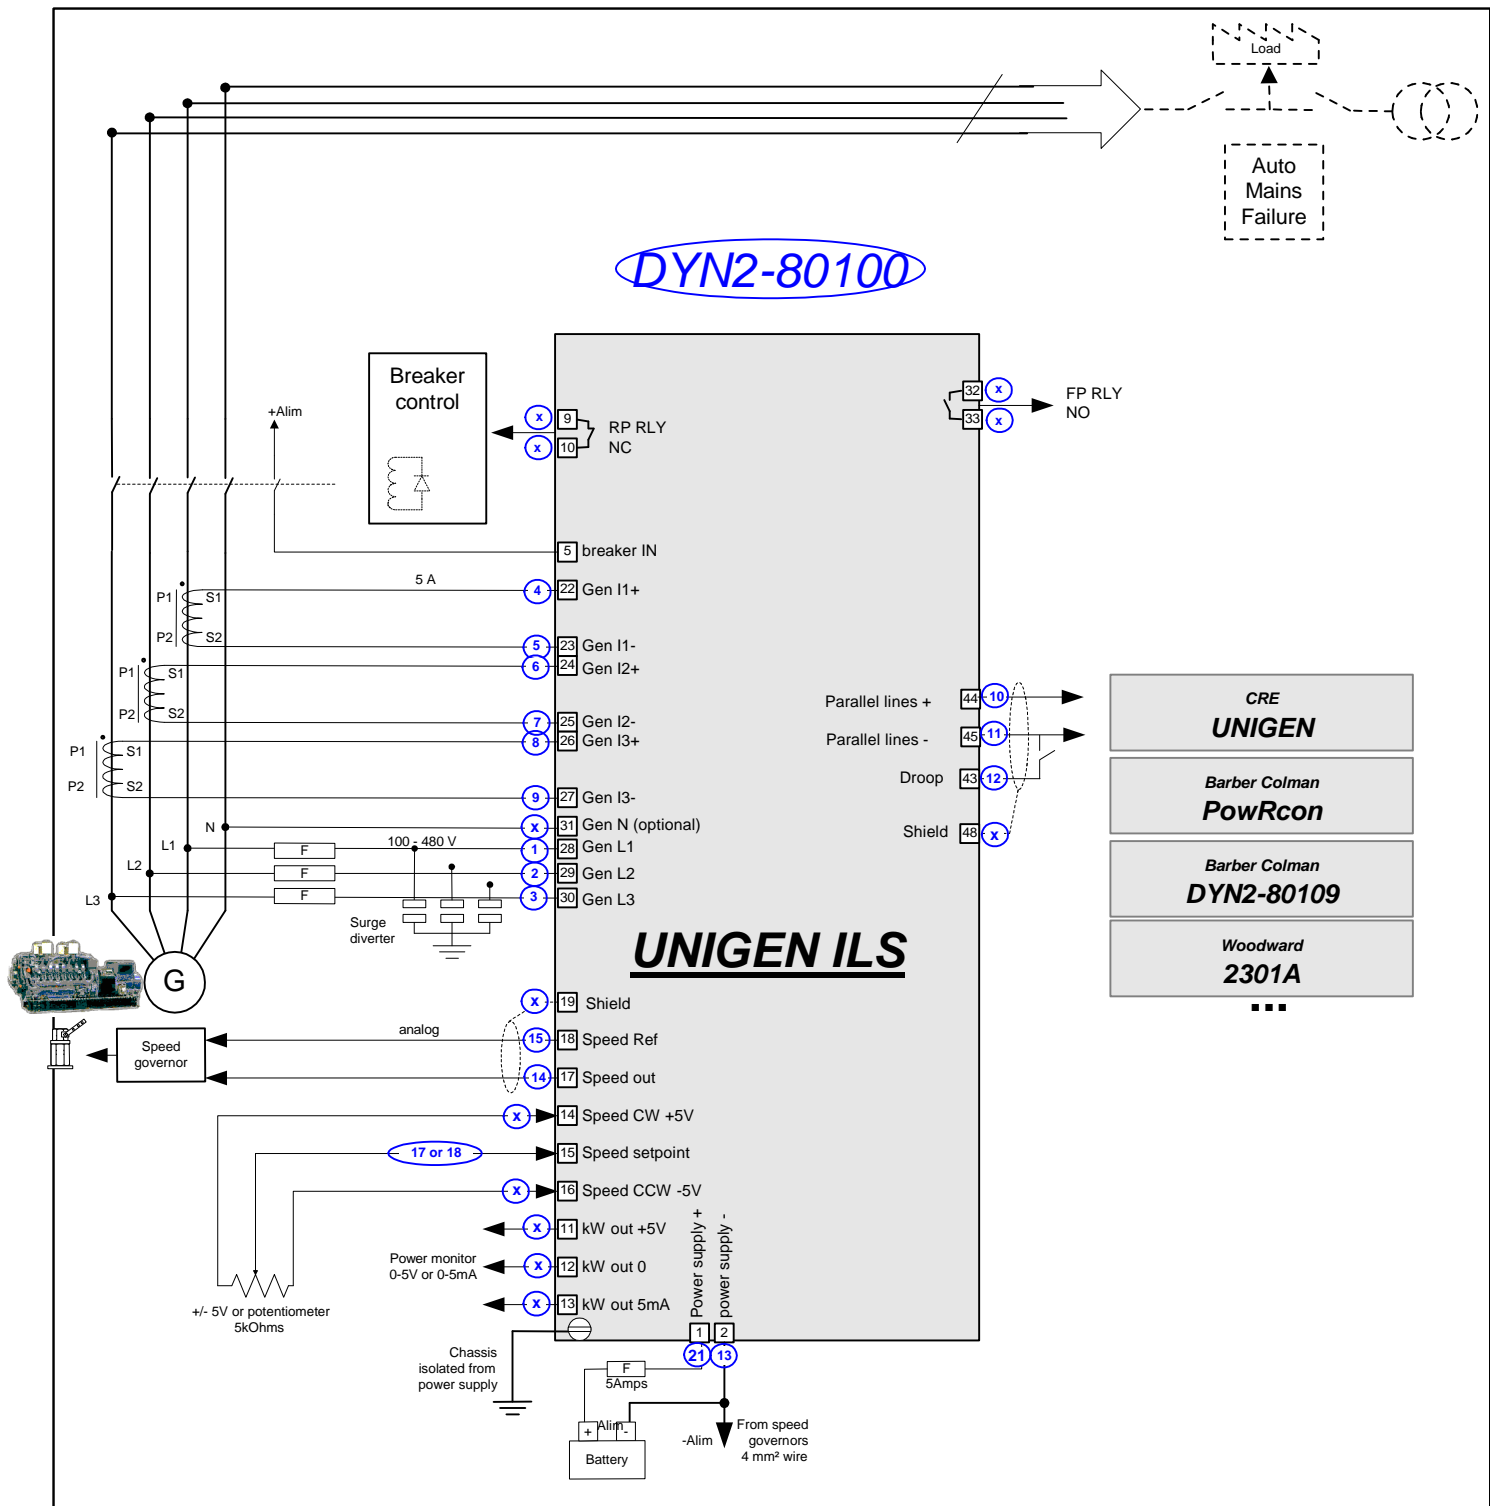 Load
Auto
Mains
Failure
DYN2-80100
Breaker
control
+Alim
x 9
RP RLY
x 10
NC
32 x
FP RLY
33 x
NO
5 breaker IN
5 A
4 22 Gen I1+
P1 S1
P2 S2
5 23 Gen I1-
6 24 Gen I2+
P1 S1
P2 S2
7 25 Gen I2-
8 26 Gen I3+
P1 S1
P2 S2
9 27 Gen I3-
N x 31 Gen N (optional)
L1 F 100 - 480 V 1 28 Gen L1
L2 F 2 29 Gen L2
L3 F 3 30 Gen L3
Surge
diverter
Parallel lines + 44 10
Parallel lines - 45 11
Droop 43 12
Shield 48 x
CRE
UNIGEN
Barber Colman
PowRcon
Barber Colman
DYN2-80109
Woodward
2301A
...
UNIGEN ILS
G
x 19 Shield
analog
15 18 Speed Ref
Speed
governor
14 17 Speed out
x 14 Speed CW +5V
17 or 18 15 Speed setpoint
x 16 Speed CCW -5V
x 11 kW out +5V
Power monitor
0-5V or 0-5mA
x 12 kW out 0
x 13 kW out 5mA
+/- 5V or potentiometer
5kOhms
Power supply +
power supply -
1 2
21 13
Chassis
isolated from
power supply
F
5Amps
+ Alim -
Battery
-Alim
From speed
governors
4 mm² wire